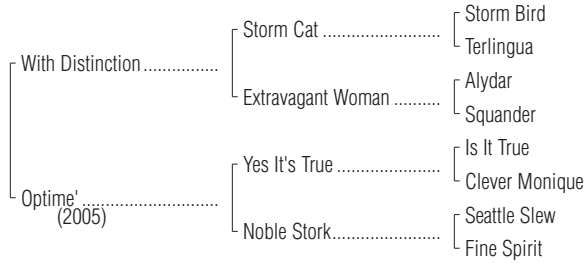 Storm Bird
Storm Cat ........................
Terlingua
With Distinction ...............
Alydar
Extravagant Woman .........
Squander
Is It True
Yes It's True .....................
Clever Monique
Optime' ............................
(2005)
Seattle Slew
Noble Stork......................
Fine Spirit